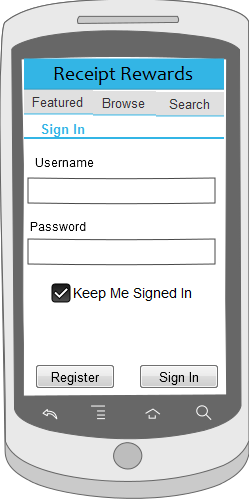 Receipt Rewards
Featured Browse Search
Sign In
Username
Password
Keep Me Signed In
Register Sign In